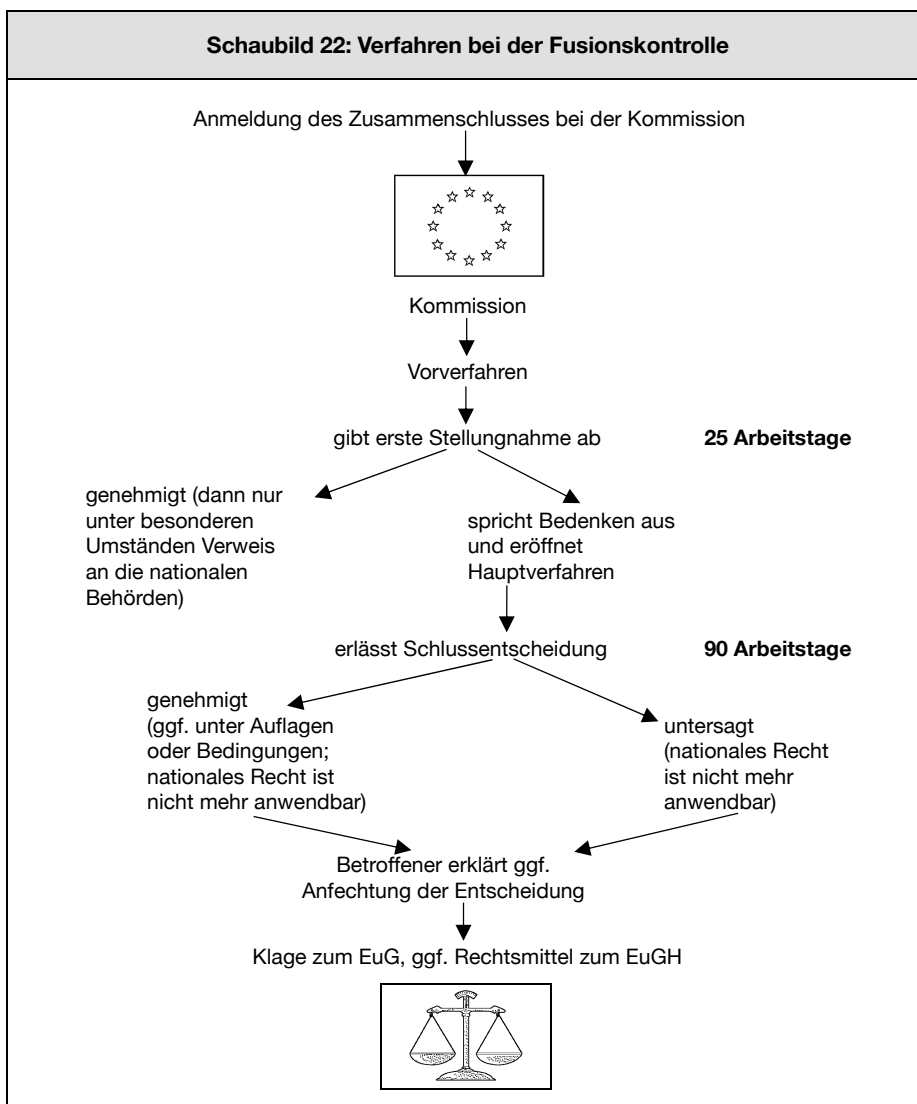 Schaubild 22: Verfahren bei der Fusionskontrolle
Anmeldung des Zusammenschlusses bei der Kommission
Kommission
Vorverfahren
gibt erste Stellungnahme ab
25 Arbeitstage
genehmigt (dann nur
unter besonderen
Umständen Verweis
an die nationalen
Behörden)
spricht Bedenken aus
und eröffnet
Hauptverfahren
erlässt Schlussentscheidung
90 Arbeitstage
genehmigt
(ggf. unter Auflagen
oder Bedingungen;
nationales Recht ist
nicht mehr anwendbar)
untersagt
(nationales Recht
ist nicht mehr
anwendbar)
Betroffener erklärt ggf.
Anfechtung der Entscheidung
Klage zum EuG, ggf. Rechtsmittel zum EuGH